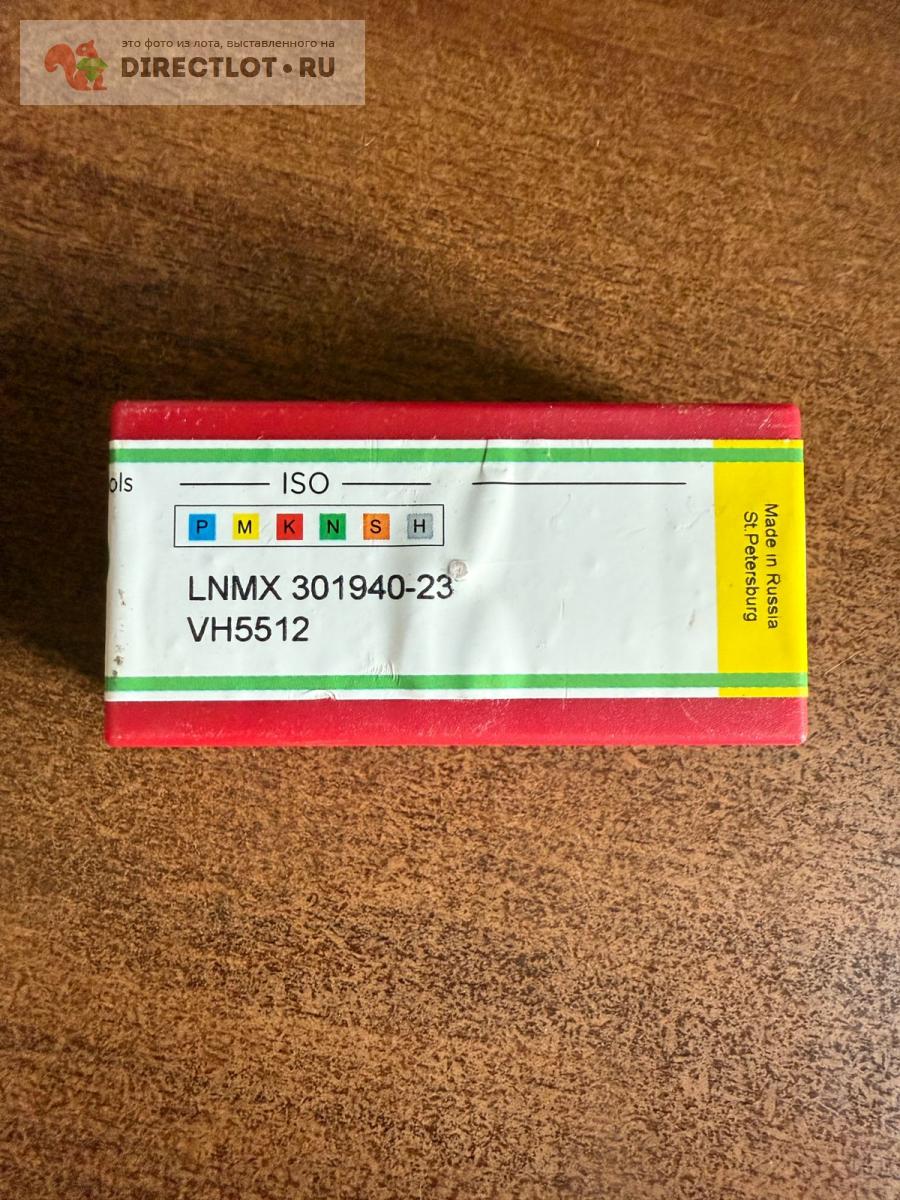 это фото из лота, выставленного на
DIRECTLOT•RU
ols
ISO
P M K N S H
LNMX 301940-23
VH5512
Made in Russia
St.Petersburg